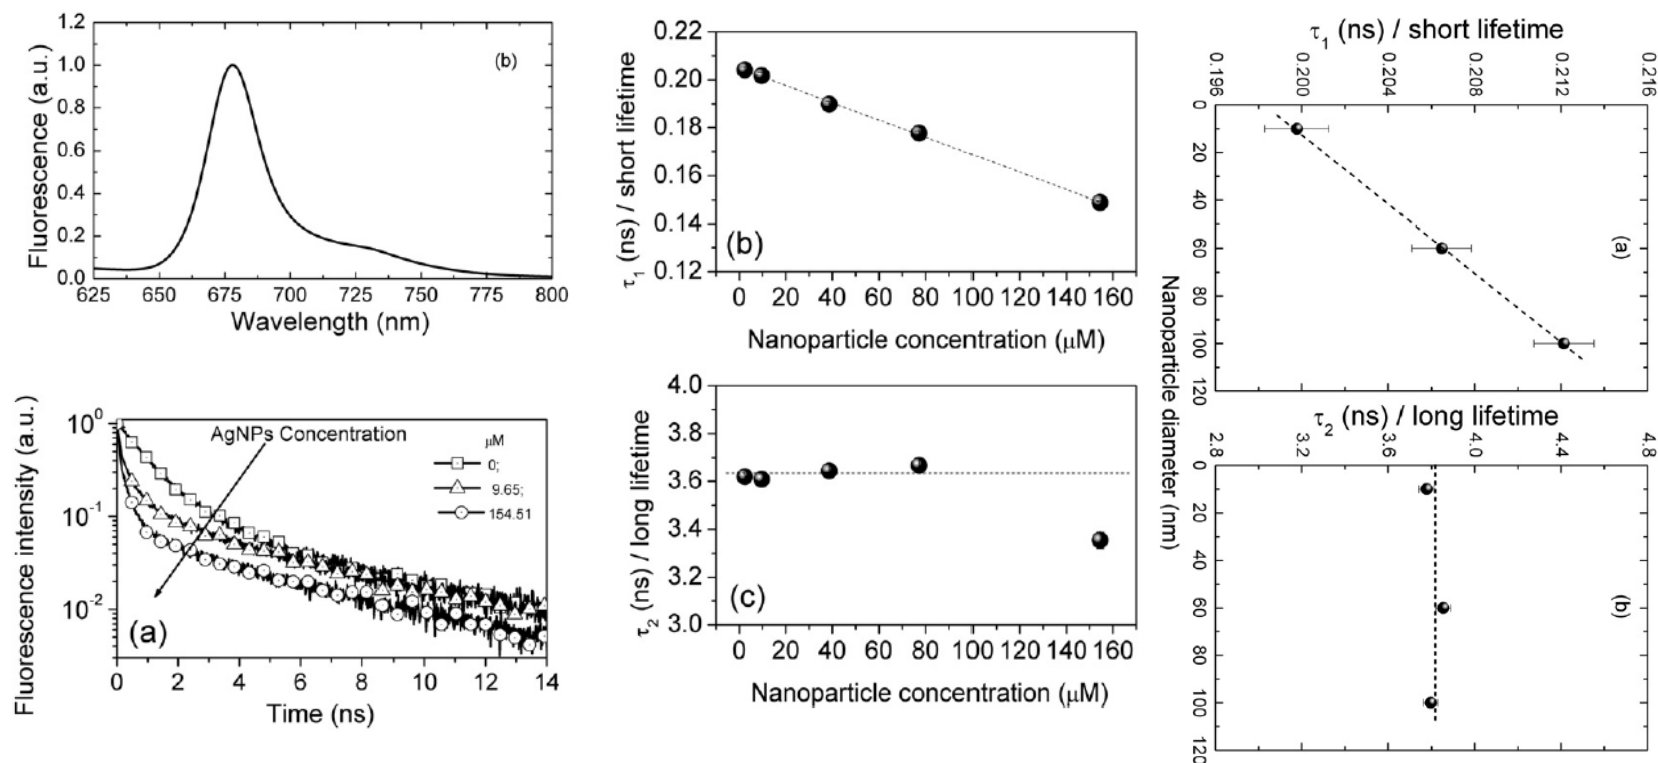 Fluorescence (a.u.)
1.2
1.0
0.8
0.6
0.4
0.2
0.0
(b)
625 650 675 700 725 750 775 800
Wavelength (nm)
Fluorescence intensity (a.u.)
10⁰
10⁻¹
10⁻²
AgNPs Concentration
μM
0;
9.65;
154.51
(a)
0 2 4 6 8 10 12 14
Time (ns)
τ₁ (ns) / short lifetime
0.22
0.20
0.18
0.16
0.14
0.12
(b)
0 20 40 60 80 100 120 140 160
Nanoparticle concentration (μM)
τ₂ (ns) / long lifetime
4.0
3.8
3.6
3.4
3.2
3.0
(c)
0 20 40 60 80 100 120 140 160
Nanoparticle concentration (μM)
τ₁ (ns) / short lifetime
0.196 0.200 0.204 0.208 0.212 0.216
0
20
40
60
80
100
120
(a)
Nanoparticle diameter (nm)
τ₂ (ns) / long lifetime
2.8 3.2 3.6 4.0 4.4 4.8
0
20
40
60
80
100
120
(b)